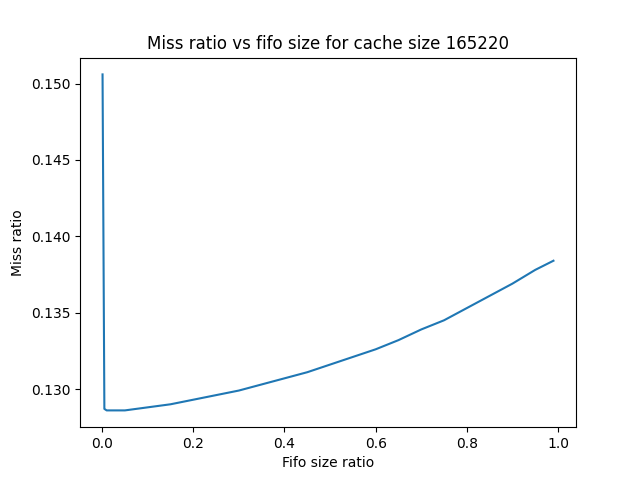 Miss ratio vs fifo size for cache size 165220
0.150
0.145
0.140
0.135
0.130
Miss ratio
0.0 0.2 0.4 0.6 0.8 1.0
Fifo size ratio